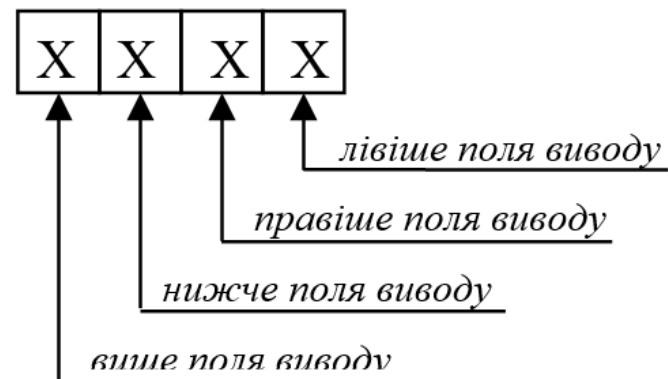 X X X X
лівіше поля виводу
правіше поля виводу
нижче поля виводу
вище поля виводу